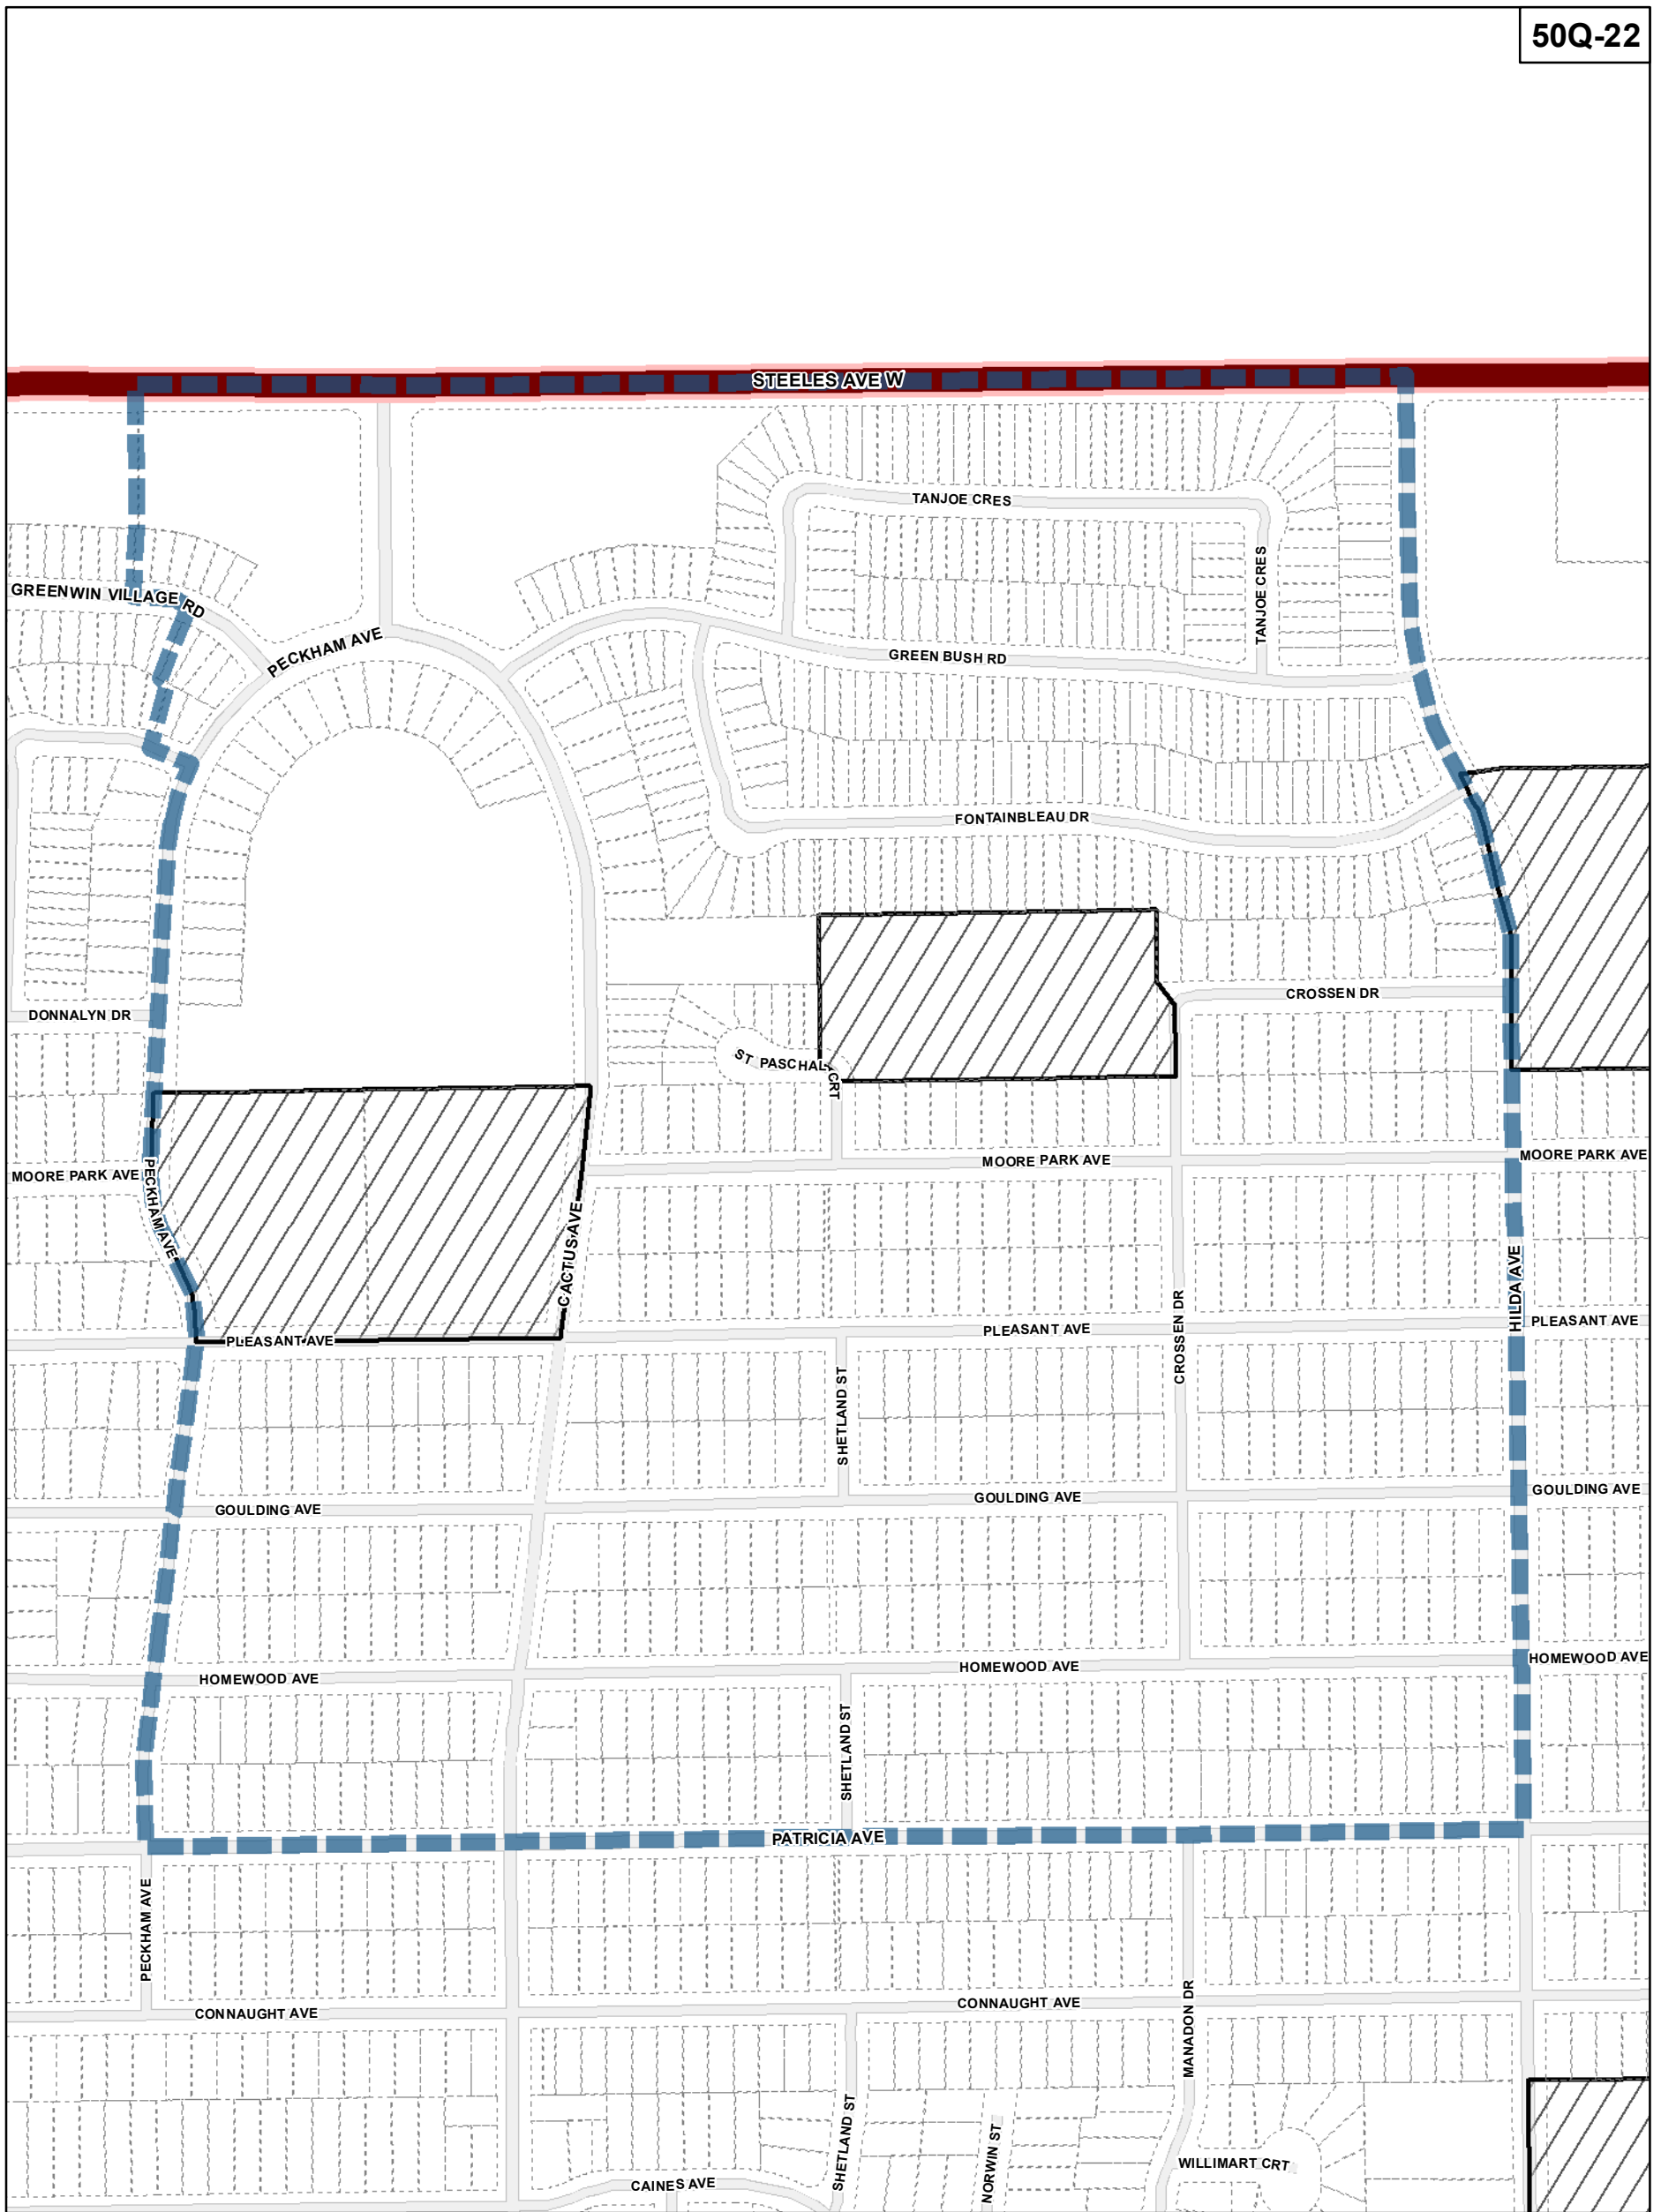 50Q-22
STEELES AVE W
TANJOE CRES
TANJOE CRES
GREENWIN VILLAGE RD
PECKHAM AVE
GREEN BUSH RD
FONTAINBLEAU DR
CROSSEN DR
DONNALYN DR
ST PASCHAL CRT
MOORE PARK AVE
MOORE PARK AVE
MOORE PARK AVE
PECKHAM AVE
CACTUS AVE
HILDA AVE
CROSSEN DR
PLEASANT AVE
PLEASANT AVE
PLEASANT AVE
SHETLAND ST
GOULDING AVE
GOULDING AVE
GOULDING AVE
HOMEWOOD AVE
HOMEWOOD AVE
HOMEWOOD AVE
SHETLAND ST
PATRICIA AVE
PECKHAM AVE
CONNAUGHT AVE
CONNAUGHT AVE
MANADON DR
SHETLAND ST
NORWIN ST
WILLIMART CRT
CAINES AVE